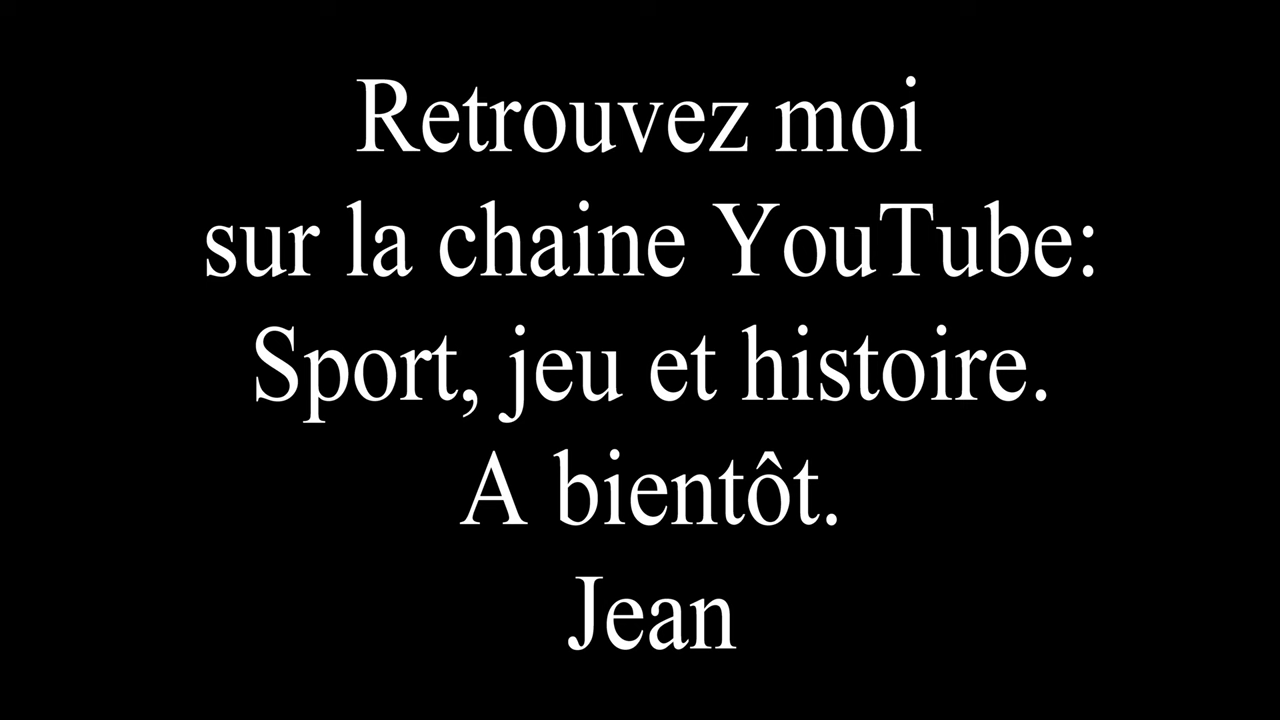 Retrouvez moi
sur la chaine YouTube:
Sport, jeu et histoire.
A bientôt.
Jean